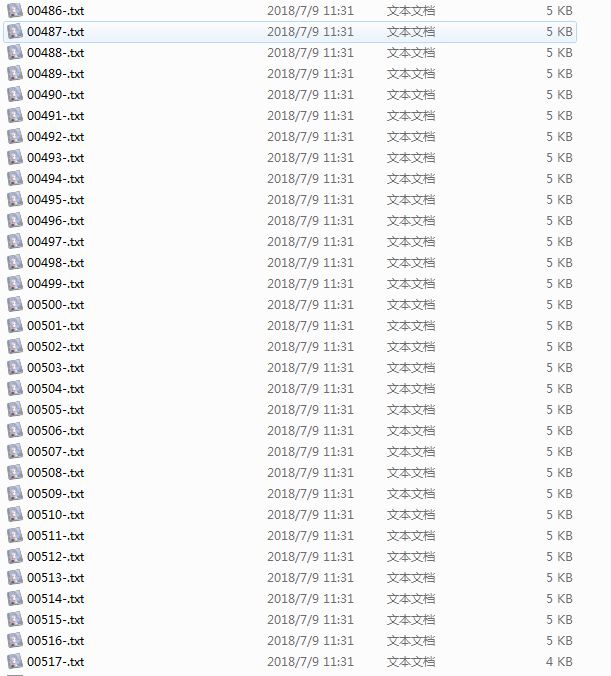 00486-.txt 2018/7/9 11:31 文本文档 5 KB
00487-.txt 2018/7/9 11:31 文本文档 5 KB
00488-.txt 2018/7/9 11:31 文本文档 5 KB
00489-.txt 2018/7/9 11:31 文本文档 5 KB
00490-.txt 2018/7/9 11:31 文本文档 5 KB
00491-.txt 2018/7/9 11:31 文本文档 5 KB
00492-.txt 2018/7/9 11:31 文本文档 5 KB
00493-.txt 2018/7/9 11:31 文本文档 5 KB
00494-.txt 2018/7/9 11:31 文本文档 5 KB
00495-.txt 2018/7/9 11:31 文本文档 5 KB
00496-.txt 2018/7/9 11:31 文本文档 5 KB
00497-.txt 2018/7/9 11:31 文本文档 5 KB
00498-.txt 2018/7/9 11:31 文本文档 5 KB
00499-.txt 2018/7/9 11:31 文本文档 5 KB
00500-.txt 2018/7/9 11:31 文本文档 5 KB
00501-.txt 2018/7/9 11:31 文本文档 5 KB
00502-.txt 2018/7/9 11:31 文本文档 5 KB
00503-.txt 2018/7/9 11:31 文本文档 5 KB
00504-.txt 2018/7/9 11:31 文本文档 5 KB
00505-.txt 2018/7/9 11:31 文本文档 5 KB
00506-.txt 2018/7/9 11:31 文本文档 5 KB
00507-.txt 2018/7/9 11:31 文本文档 5 KB
00508-.txt 2018/7/9 11:31 文本文档 5 KB
00509-.txt 2018/7/9 11:31 文本文档 5 KB
00510-.txt 2018/7/9 11:31 文本文档 5 KB
00511-.txt 2018/7/9 11:31 文本文档 5 KB
00512-.txt 2018/7/9 11:31 文本文档 5 KB
00513-.txt 2018/7/9 11:31 文本文档 5 KB
00514-.txt 2018/7/9 11:31 文本文档 5 KB
00515-.txt 2018/7/9 11:31 文本文档 5 KB
00516-.txt 2018/7/9 11:31 文本文档 5 KB
00517-.txt 2018/7/9 11:31 文本文档 4 KB